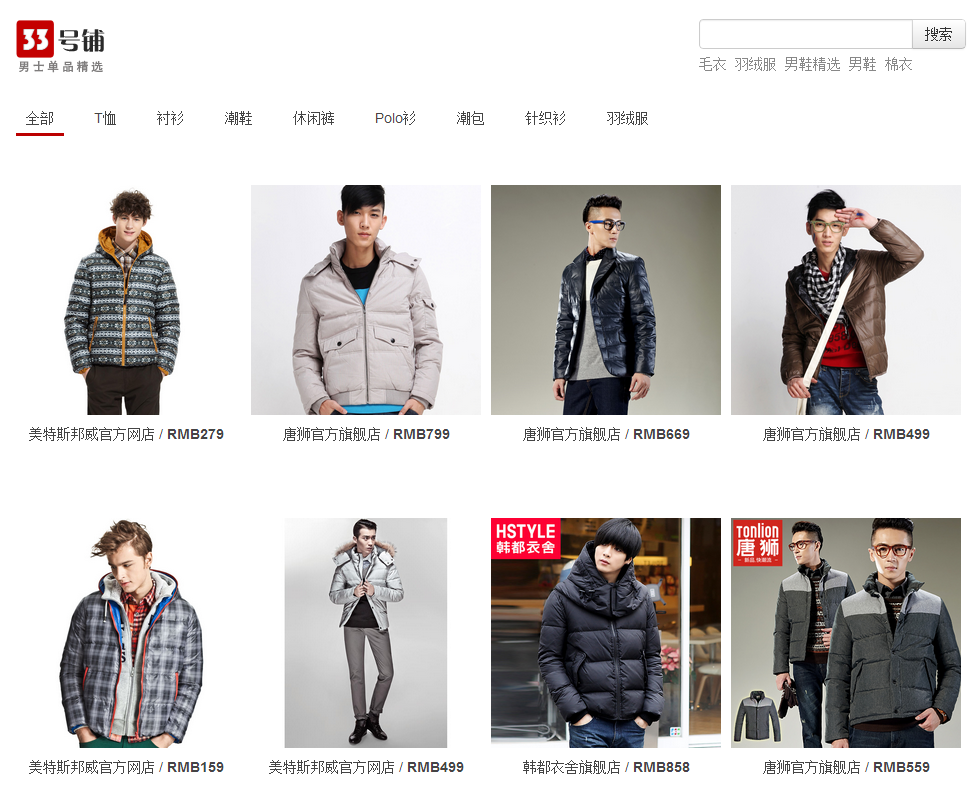 33 号铺
男士单品精选
搜索
毛衣 羽绒服 男鞋精选 男鞋 棉衣
全部 T恤 衬衫 潮鞋 休闲裤 Polo衫 潮包 针织衫 羽绒服
美特斯邦威官方网店 / RMB279
唐狮官方旗舰店 / RMB799
唐狮官方旗舰店 / RMB669
唐狮官方旗舰店 / RMB499
HSTYLE
韩都衣舍
Tonlion
唐狮
美特斯邦威官方网店 / RMB159
美特斯邦威官方网店 / RMB499
韩都衣舍旗舰店 / RMB858
唐狮官方旗舰店 / RMB559